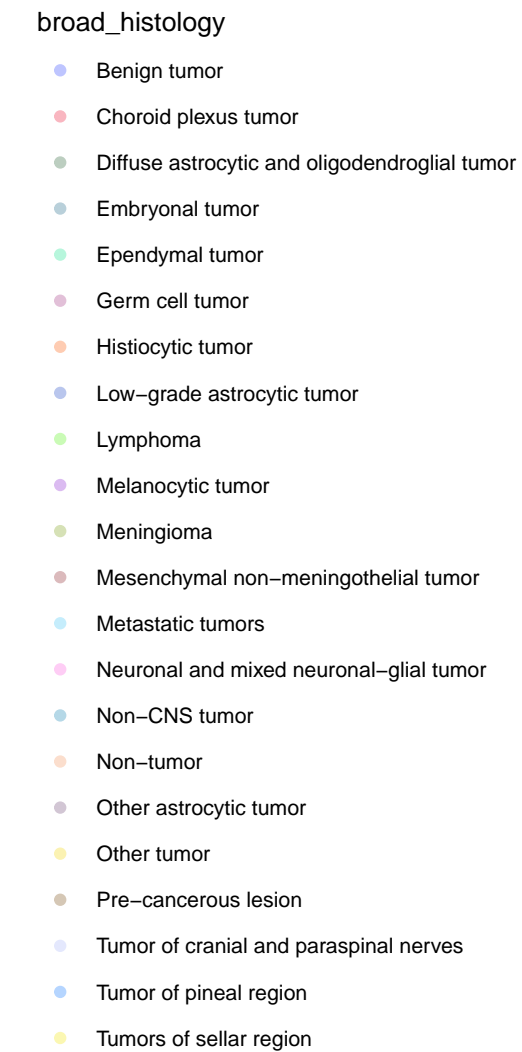 broad_histology
Benign tumor
Choroid plexus tumor
Diffuse astrocytic and oligodendroglial tumor
Embryonal tumor
Ependymal tumor
Germ cell tumor
Histiocytic tumor
Low−grade astrocytic tumor
Lymphoma
Melanocytic tumor
Meningioma
Mesenchymal non−meningothelial tumor
Metastatic tumors
Neuronal and mixed neuronal−glial tumor
Non−CNS tumor
Non−tumor
Other astrocytic tumor
Other tumor
Pre−cancerous lesion
Tumor of cranial and paraspinal nerves
Tumor of pineal region
Tumors of sellar region